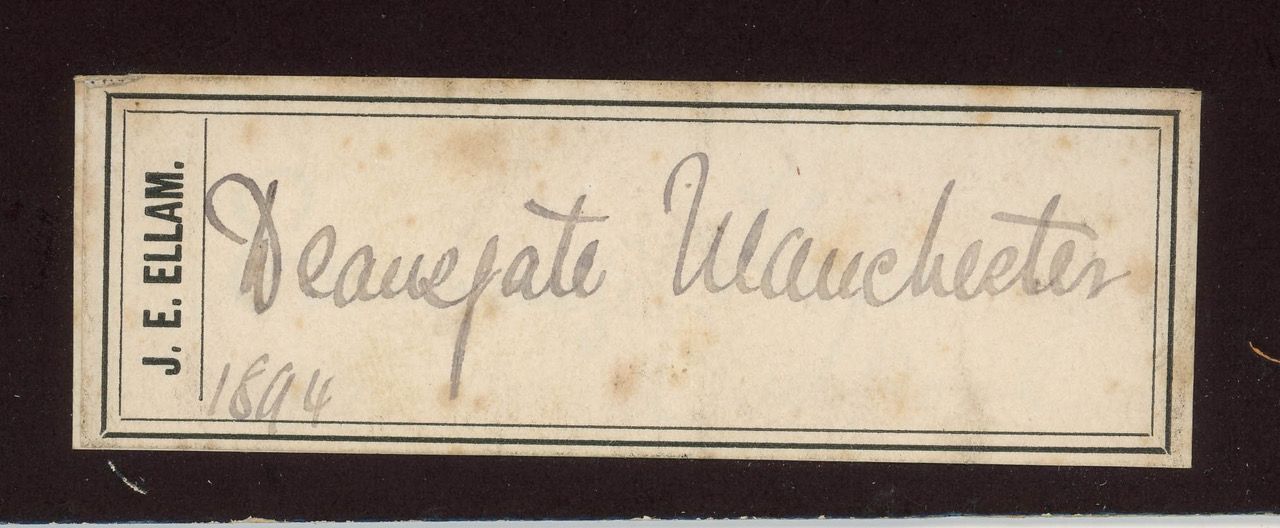 J. E. ELLAM.
Deansgate Manchester
1894